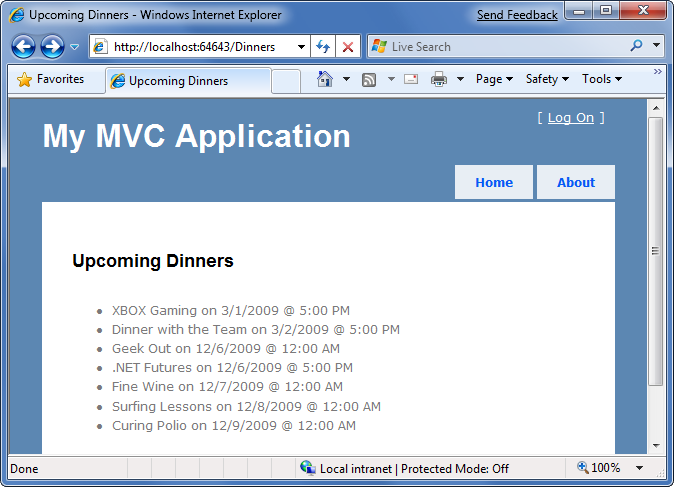 Upcoming Dinners - Windows Internet Explorer
Send Feedback
http://localhost:64643/Dinners
Live Search
Favorites
Upcoming Dinners
Page
Safety
Tools
»
My MVC Application
[ Log On ]
Home
About
Upcoming Dinners
• XBOX Gaming on 3/1/2009 @ 5:00 PM
• Dinner with the Team on 3/2/2009 @ 5:00 PM
• Geek Out on 12/6/2009 @ 12:00 AM
• .NET Futures on 12/6/2009 @ 5:00 PM
• Fine Wine on 12/7/2009 @ 12:00 AM
• Surfing Lessons on 12/8/2009 @ 12:00 AM
• Curing Polio on 12/9/2009 @ 12:00 AM
Done
Local intranet | Protected Mode: Off
100%